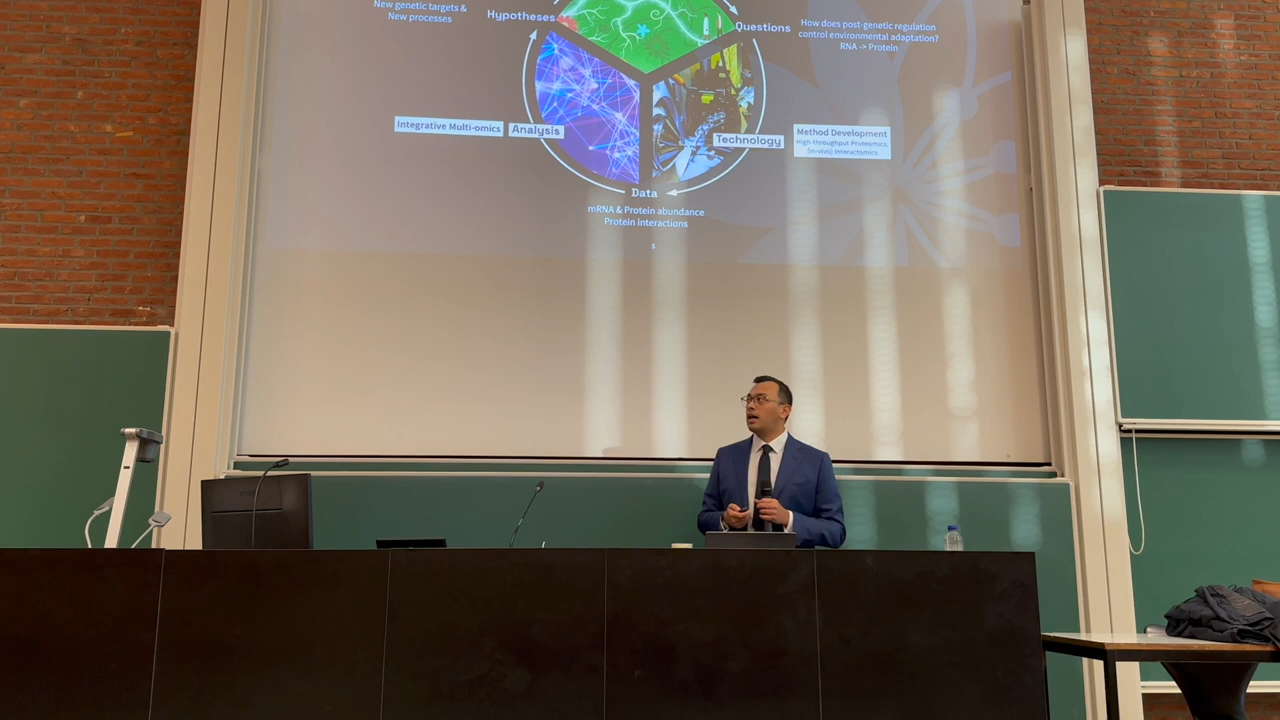 New genetic targets &
New processes
Hypotheses
Questions
How does post-genetic regulation
control environmental adaptation?
RNA -> Protein
Integrative Multi-omics
Analysis
Technology
Method Development
High-throughput Proteomics,
(in-vivo) Interactomics
Data
mRNA & Protein abundance
Protein interactions
s